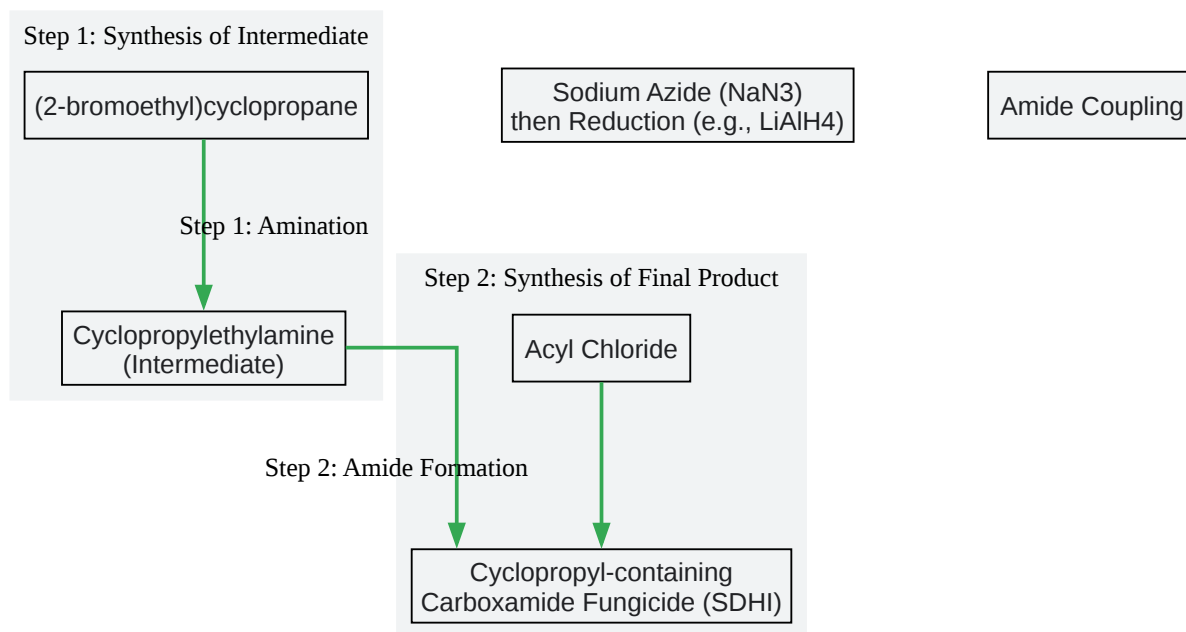 Step 1: Synthesis of Intermediate
(2-bromoethyl)cyclopropane
Sodium Azide (NaN3)
then Reduction (e.g., LiAlH4)
Amide Coupling
Step 1: Amination
Step 2: Synthesis of Final Product
Cyclopropylethylamine
(Intermediate)
Acyl Chloride
Step 2: Amide Formation
Cyclopropyl-containing
Carboxamide Fungicide (SDHI)